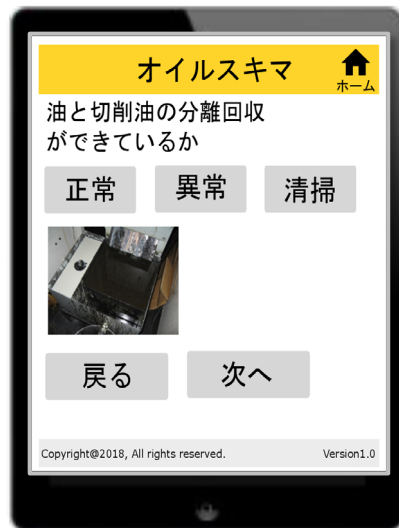 オイルスキマ
ホーム
油と切削油の分離回収
ができているか
正常 異常 清掃
戻る 次へ
Copyright@2018, All rights reserved. Version1.0